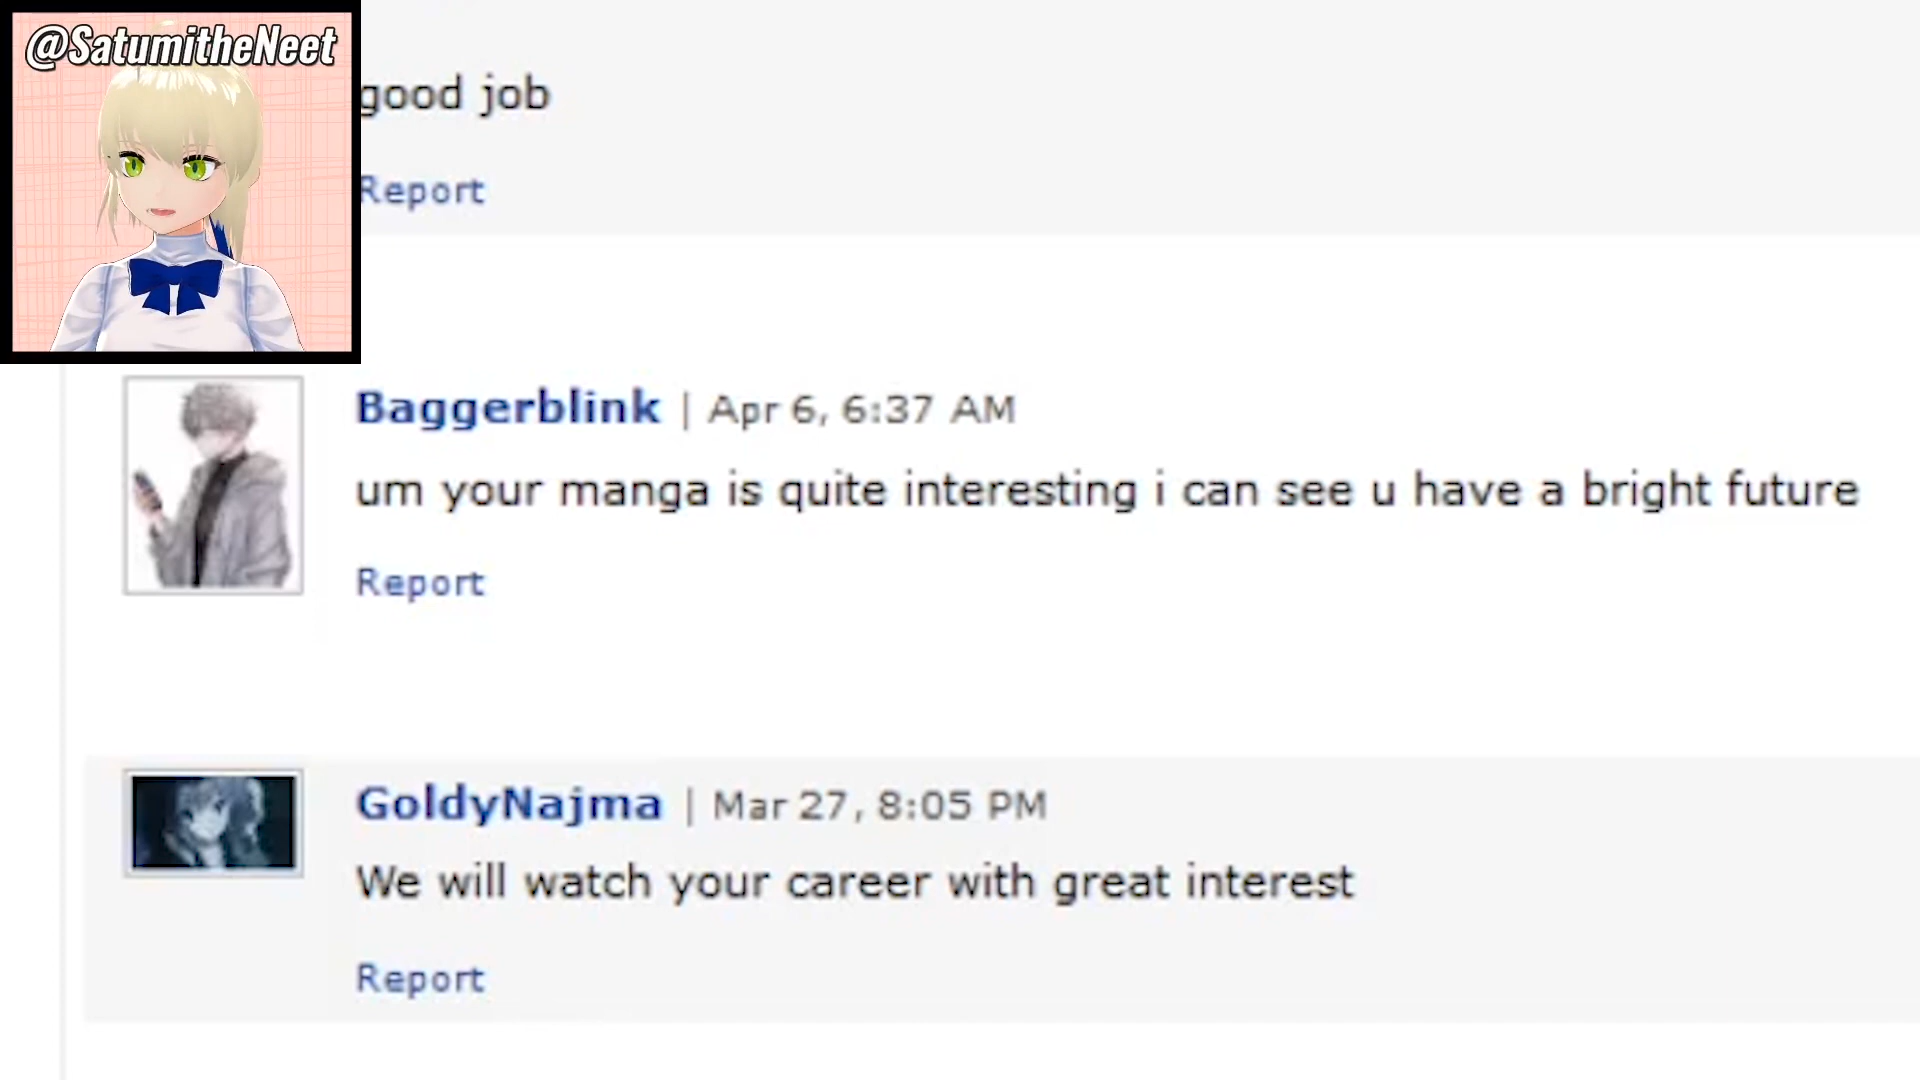 @SatumitheNeet
good job
Report
Baggerblink | Apr 6, 6:37 AM
um your manga is quite interesting i can see u have a bright future
Report
GoldyNajma | Mar 27, 8:05 PM
We will watch your career with great interest
Report